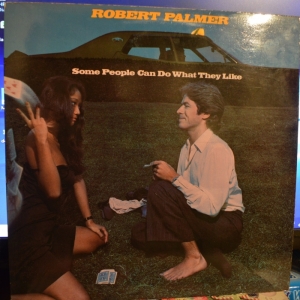 ROBERT PALMER
Some People Can Do What They Like